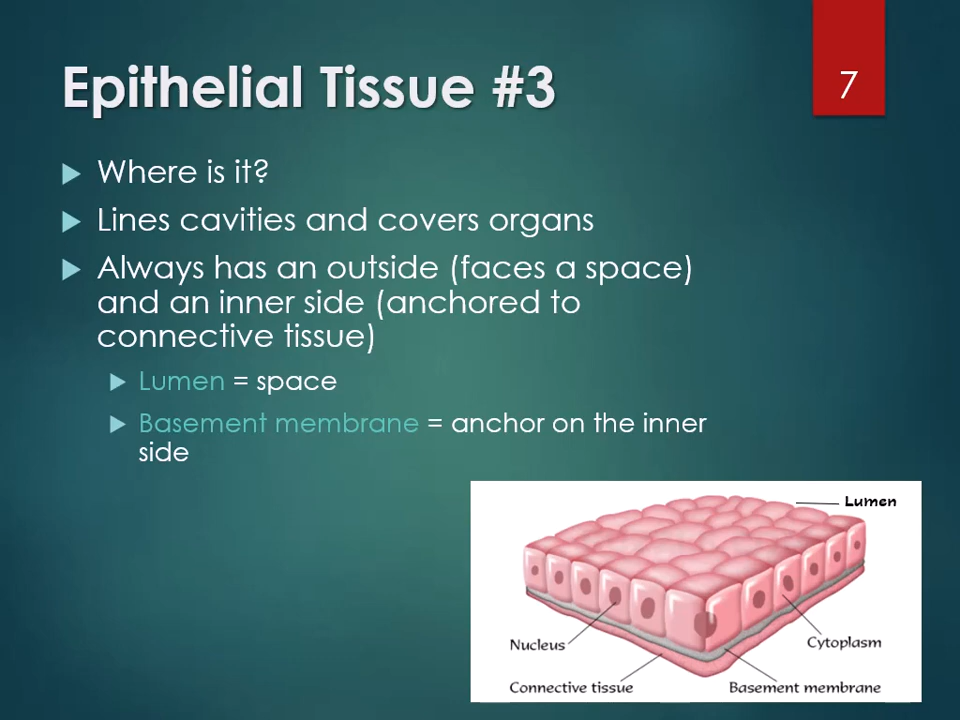 Epithelial Tissue #3
7
Where is it?
Lines cavities and covers organs
Always has an outside (faces a space)
and an inner side (anchored to
connective tissue)
Lumen = space
Basement membrane = anchor on the inner
side
Lumen
Nucleus
Cytoplasm
Connective tissue
Basement membrane